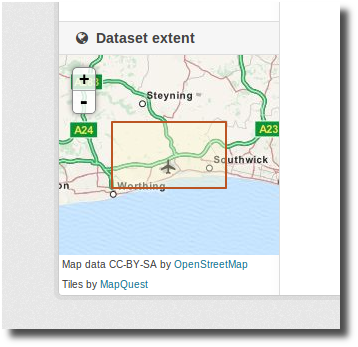 Dataset extent
+
-
Steyning
A24
A23
Southwick
on
Worthing
Map data CC-BY-SA by OpenStreetMap
Tiles by MapQuest